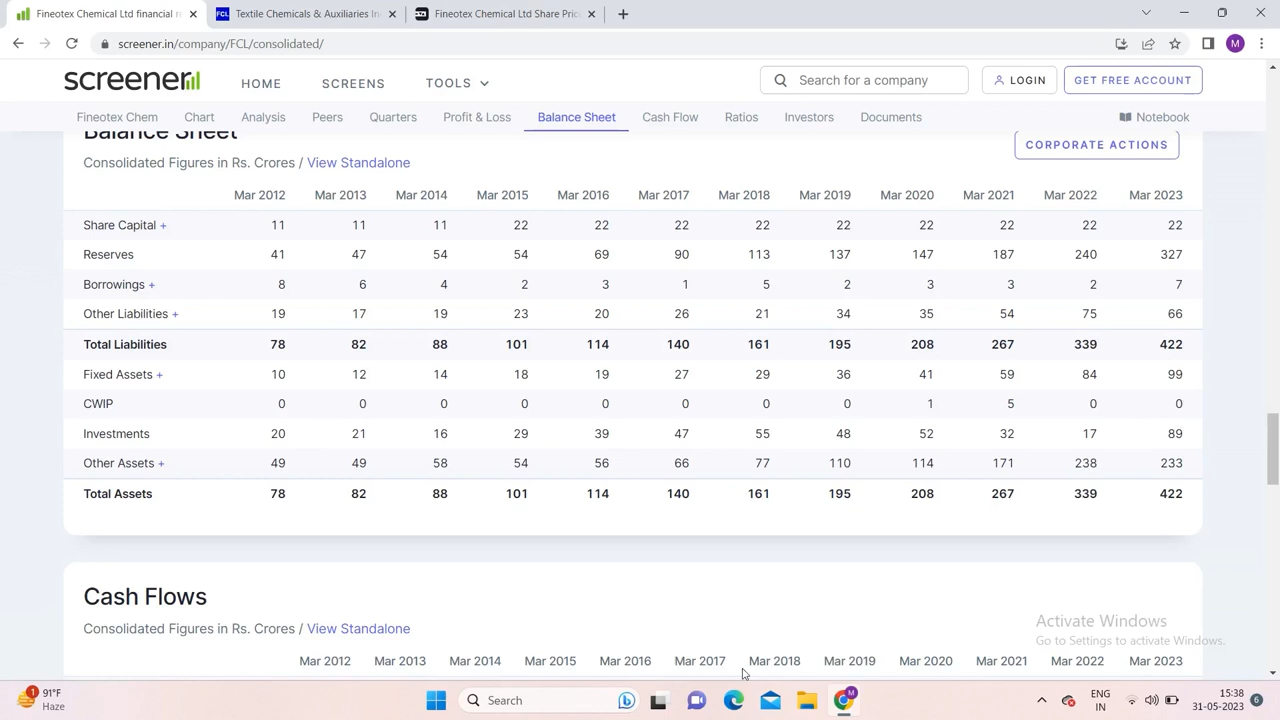 Fineotex Chemical Ltd financial r
Textile Chemicals & Auxiliaries In
Fineotex Chemical Ltd Share Pric
screener.in/company/FCL/consolidated/
M
screener
HOME
SCREENS
TOOLS
Search for a company
LOGIN
GET FREE ACCOUNT
Fineotex Chem Chart Analysis Peers Quarters Profit & Loss Balance Sheet Cash Flow Ratios Investors Documents Notebook
Balance Sheet
Consolidated Figures in Rs. Crores / View Standalone
CORPORATE ACTIONS
Mar 2012 Mar 2013 Mar 2014 Mar 2015 Mar 2016 Mar 2017 Mar 2018 Mar 2019 Mar 2020 Mar 2021 Mar 2022 Mar 2023
Share Capital + 11 11 11 22 22 22 22 22 22 22 22 22
Reserves 41 47 54 54 69 90 113 137 147 187 240 327
Borrowings + 8 6 4 2 3 1 5 2 3 3 2 7
Other Liabilities + 19 17 19 23 20 26 21 34 35 54 75 66
Total Liabilities 78 82 88 101 114 140 161 195 208 267 339 422
Fixed Assets + 10 12 14 18 19 27 29 36 41 59 84 99
CWIP 0 0 0 0 0 0 0 0 1 5 0 0
Investments 20 21 16 29 39 47 55 48 52 32 17 89
Other Assets + 49 49 58 54 56 66 77 110 114 171 238 233
Total Assets 78 82 88 101 114 140 161 195 208 267 339 422
Cash Flows
Consolidated Figures in Rs. Crores / View Standalone
Mar 2012 Mar 2013 Mar 2014 Mar 2015 Mar 2016 Mar 2017 Mar 2018 Mar 2019 Mar 2020 Mar 2021 Mar 2022 Mar 2023
Activate Windows
Go to Settings to activate Windows.
1
91°F
Haze
Search
M
ENG
IN
15:38
31-05-2023
6